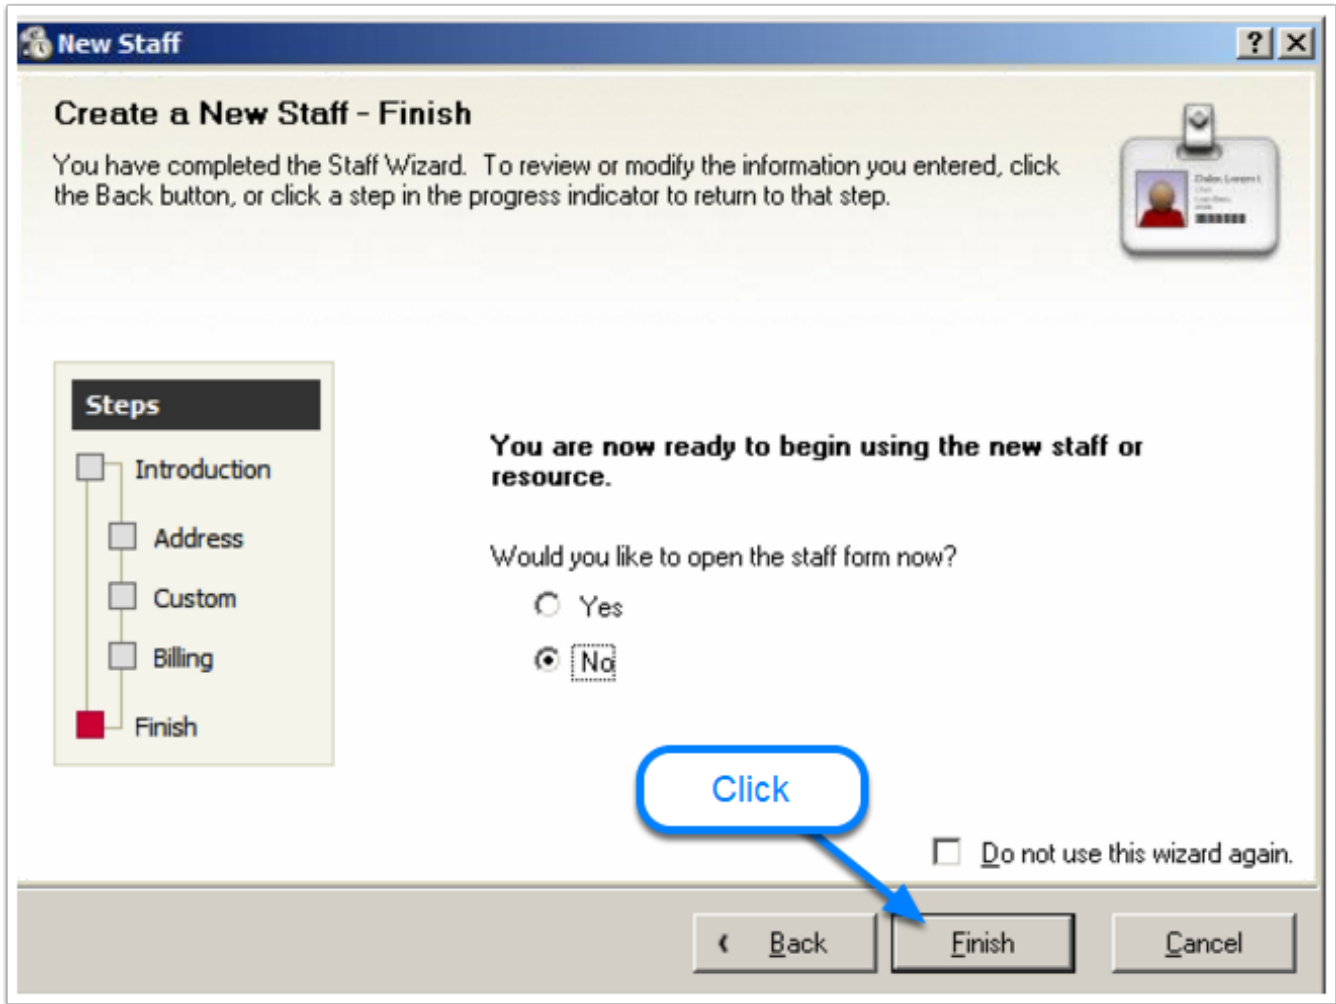 New Staff
Create a New Staff - Finish
You have completed the Staff Wizard. To review or modify the information you entered, click
the Back button, or click a step in the progress indicator to return to that step.
Steps
Introduction
Address
Custom
Billing
Finish
You are now ready to begin using the new staff or
resource.
Would you like to open the staff form now?
Yes
No
Click
Do not use this wizard again.
Back
Finish
Cancel